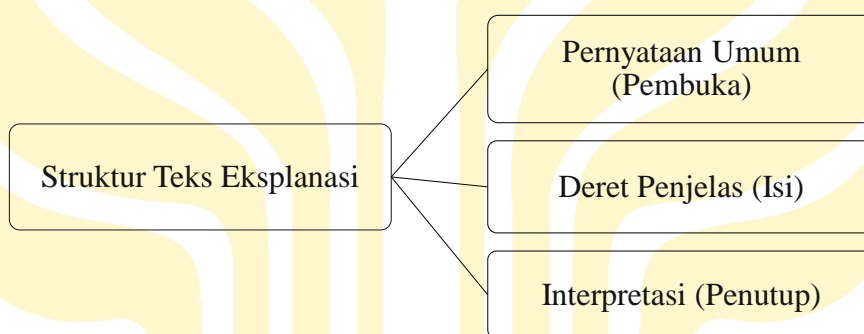 Struktur Teks Eksplanasi
Pernyataan Umum
(Pembuka)
Deret Penjelas (Isi)
Interpretasi (Penutup)